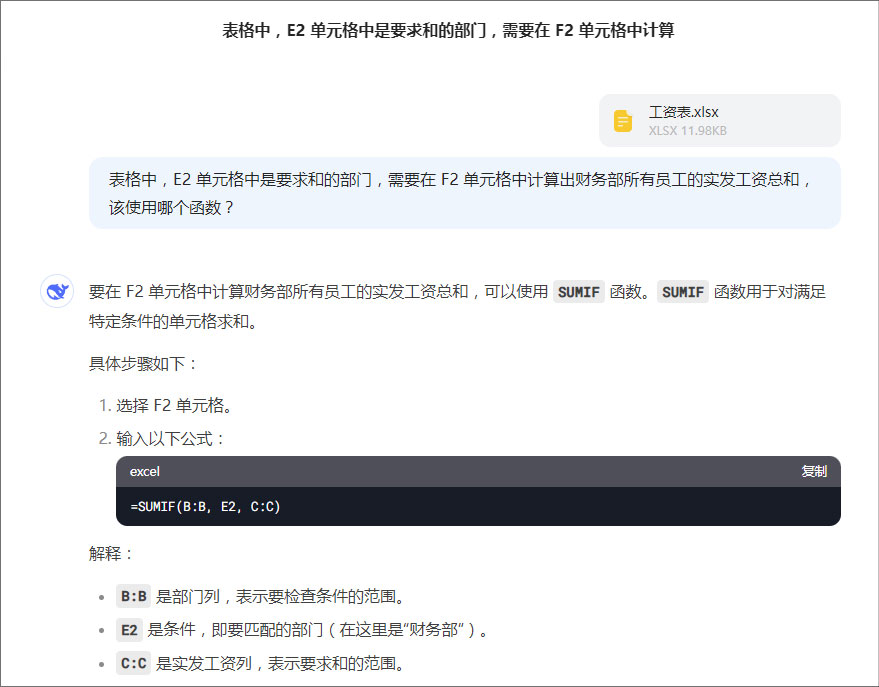 表格中，E2 单元格中是要求和的部门，需要在 F2 单元格中计算
工资表.xlsx
XLSX 11.98KB
表格中，E2 单元格中是要求和的部门，需要在 F2 单元格中计算出财务部所有员工的实发工资总和，
该使用哪个函数？
要在 F2 单元格中计算财务部所有员工的实发工资总和，可以使用 SUMIF 函数。SUMIF 函数用于对满足
特定条件的单元格求和。
具体步骤如下：
1. 选择 F2 单元格。
2. 输入以下公式：
excel 复制
=SUMIF(B:B, E2, C:C)
解释：
• B:B 是部门列，表示要检查条件的范围。
• E2 是条件，即要匹配的部门（在这里是"财务部"）。
• C:C 是实发工资列，表示要求和的范围。